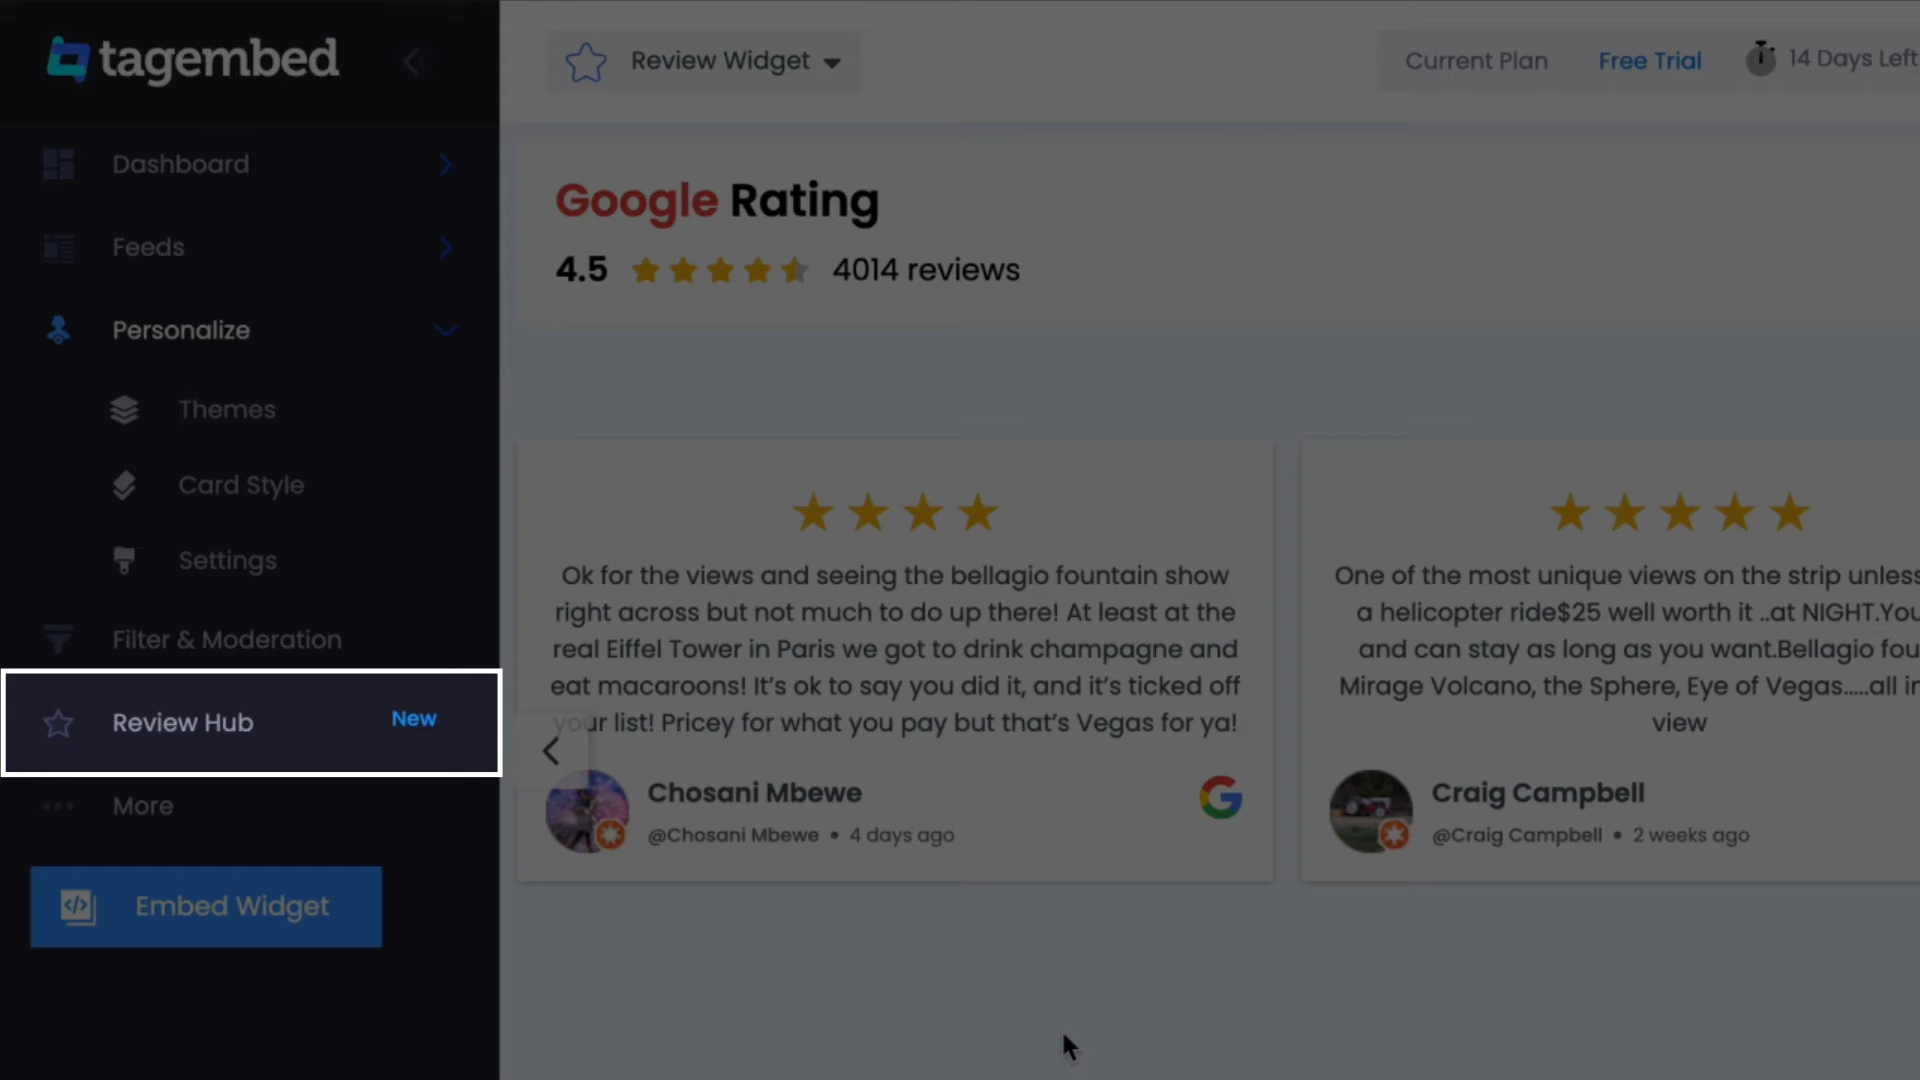 tagembed
Review Widget
Current Plan Free Trial 14 Days Left
Dashboard
Feeds
Personalize
Themes
Card Style
Settings
Filter & Moderation
Review Hub New
More
Embed Widget
Google Rating
4.5 4014 reviews
Ok for the views and seeing the bellagio fountain show
right across but not much to do up there! At least at the
real Eiffel Tower in Paris we got to drink champagne and
eat macaroons! It's ok to say you did it, and it's ticked off
your list! Pricey for what you pay but that's Vegas for ya!
Chosani Mbewe
@Chosani Mbewe • 4 days ago
One of the most unique views on the strip unless
a helicopter ride$25 well worth it ..at NIGHT.You
and can stay as long as you want.Bellagio fou
Mirage Volcano, the Sphere, Eye of Vegas.....all in
view
Craig Campbell
@Craig Campbell • 2 weeks ago